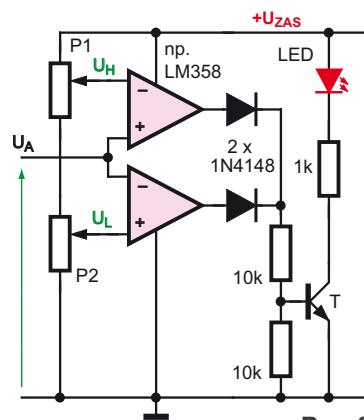 +UZAS
P1
UH
np.
LM358
LED
UA
2 x
1N4148
1k
UL
P2
10k
T
10k